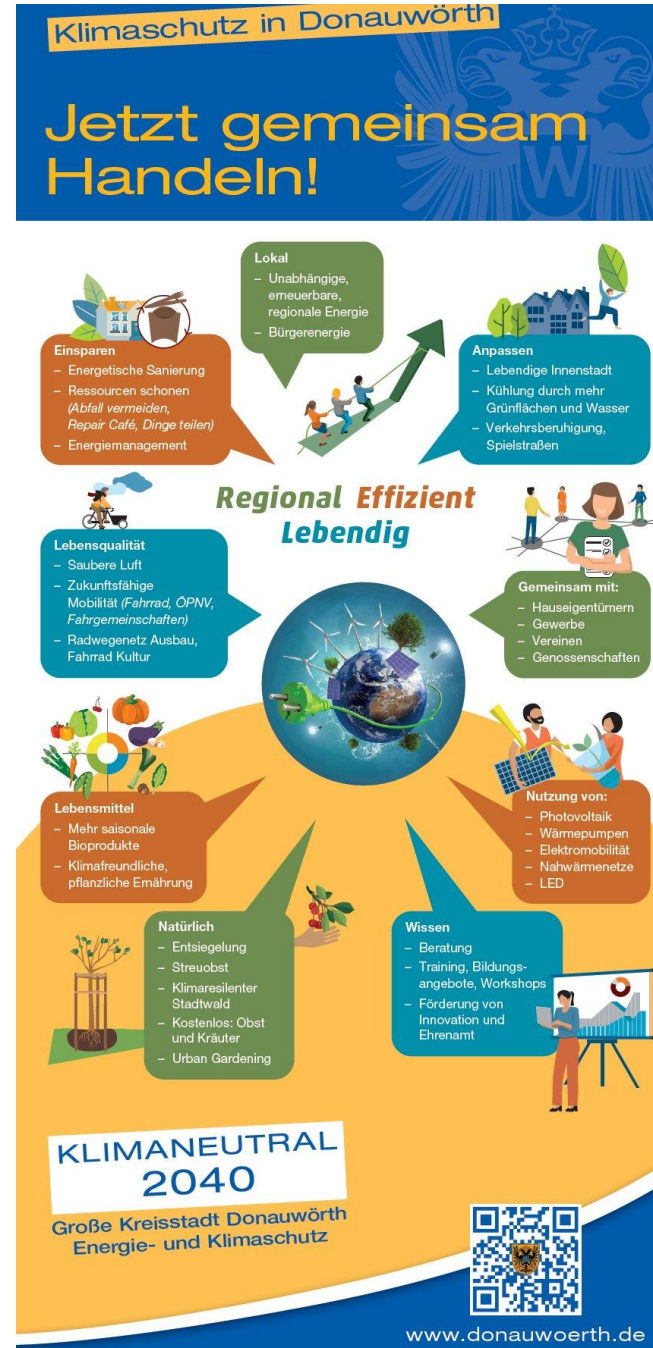 Klimaschutz in Donauwörth
Jetzt gemeinsam
Handeln!
Lokal
– Unabhängige,
erneuerbare,
regionale Energie
– Bürgerenergie
Einsparen
– Energetische Sanierung
– Ressourcen schonen
(Abfall vermeiden,
Repair Café, Dinge teilen)
– Energiemanagement
Anpassen
– Lebendige Innenstadt
– Kühlung durch mehr
Grünflächen und Wasser
– Verkehrsberuhigung,
Spielstraßen
Regional Effizient
Lebendig
Lebensqualität
– Saubere Luft
– Zukunftsfähige
Mobilität (Fahrrad, ÖPNV,
Fahrgemeinschaften)
– Radwegenetz Ausbau,
Fahrrad Kultur
Gemeinsam mit:
– Hauseigentümern
– Gewerbe
– Vereinen
– Genossenschaften
Lebensmittel
– Mehr saisonale
Bioprodukte
– Klimafreundliche,
pflanzliche Ernährung
Nutzung von:
– Photovoltaik
– Wärmepumpen
– Elektromobilität
– Nahwärmenetze
– LED
Natürlich
– Entsiegelung
– Streuobst
– Klimaresilenter
Stadtwald
– Kostenlos: Obst
und Kräuter
– Urban Gardening
Wissen
– Beratung
– Training, Bildungs-
angebote, Workshops
– Förderung von
Innovation und
Ehrenamt
KLIMANEUTRAL
2040
Große Kreisstadt Donauwörth
Energie- und Klimaschutz
www.donauwoerth.de
W